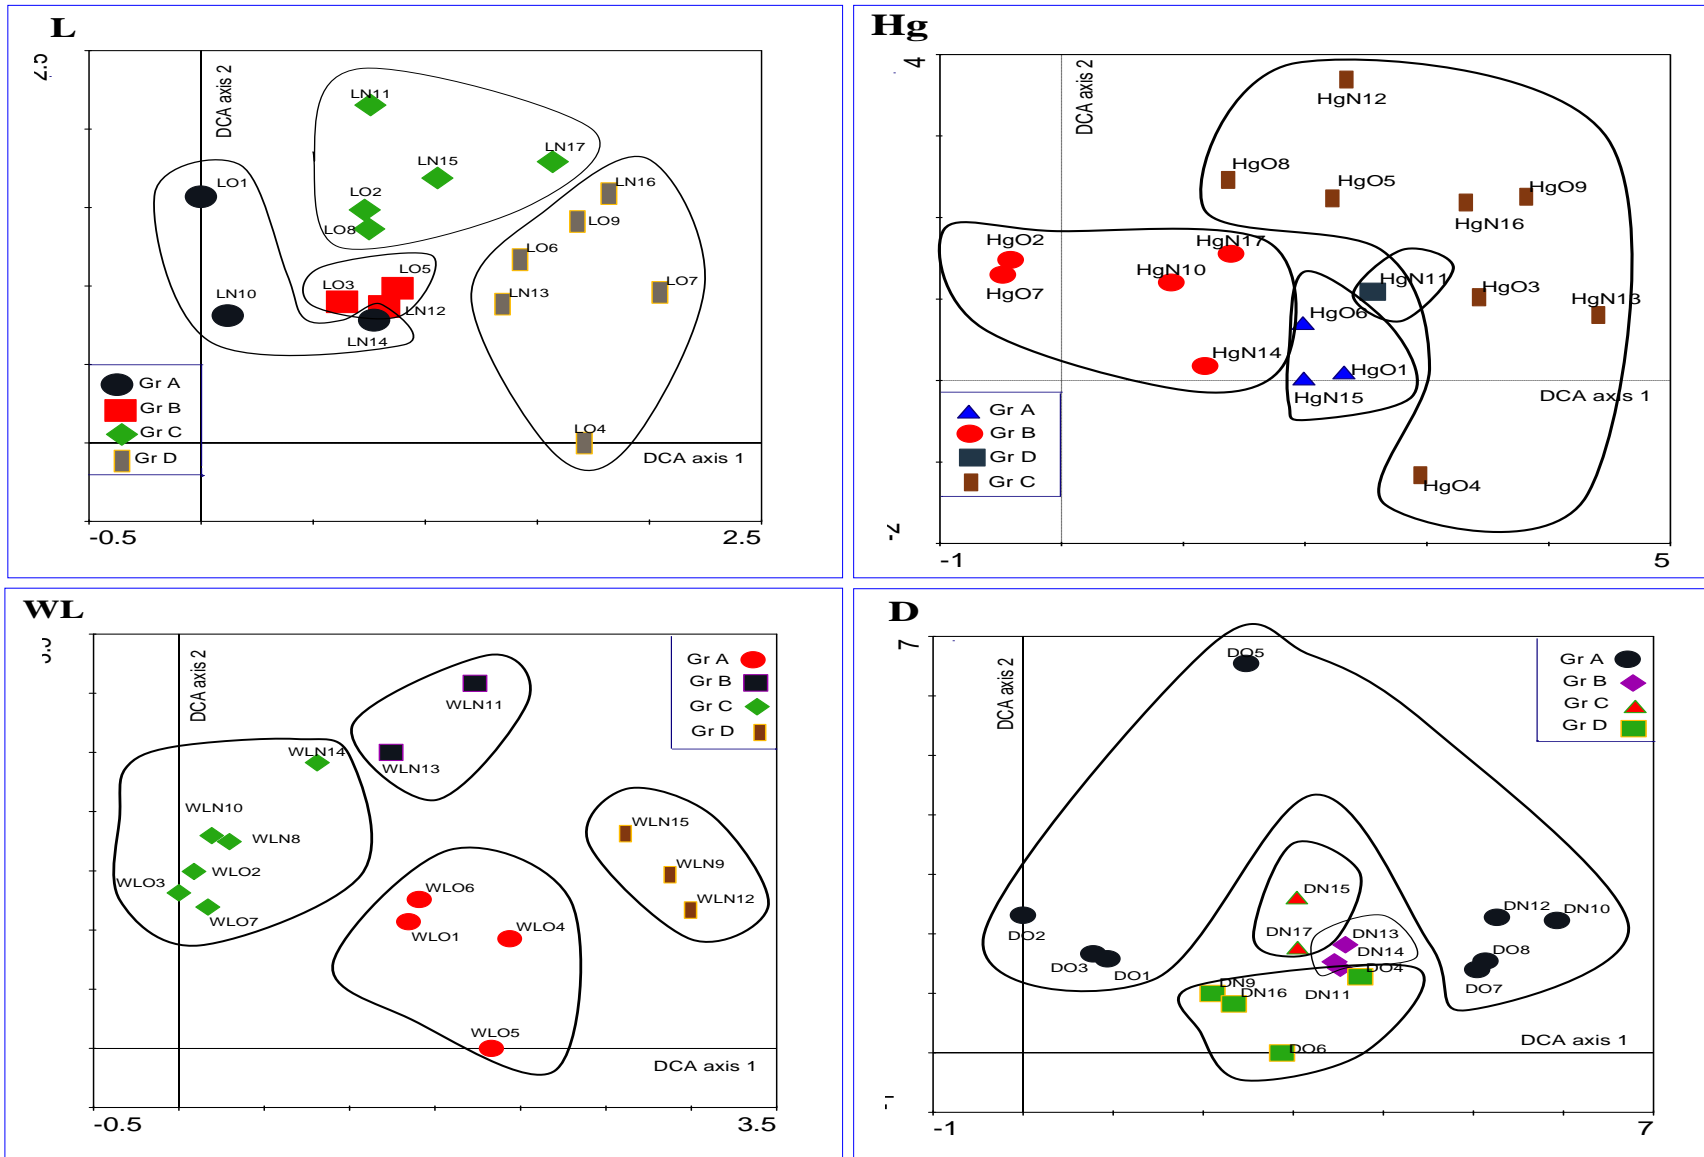 L
2.5
DCA axis 2
LN11
LN17
LN15
LO1
LN16
LO2
LO9
LO8
LO6
LO5
LO3
LO7
LN13
LN10
LN12
LN14
Gr A
Gr B
Gr C
Gr D
LO4
DCA axis 1
-0.5
2.5
Hg
4
DCA axis 2
HgN12
HgO8
HgO5
HgO9
HgN16
HgO2
HgN17
HgN10
HgN11
HgO7
HgO3
HgN13
HgO6
HgN14
HgO1
HgN15
DCA axis 1
Gr A
Gr B
Gr D
Gr C
HgO4
-2
-1
5
WL
DCA axis 2
Gr A
Gr B
Gr C
Gr D
WLN11
WLN14
WLN13
WLN10
WLN8
WLN15
WLO2
WLN9
WLO3
WLO6
WLN12
WLO7
WLO1
WLO4
WLO5
DCA axis 1
-0.5
3.5
D
7
DCA axis 2
DO5
Gr A
Gr B
Gr C
Gr D
DN15
DN12
DN10
DO2
DN17
DN13
DN14
DO8
DO3
DO1
DO4
DO7
DN9
DN16
DN11
DO6
DCA axis 1
-1
7